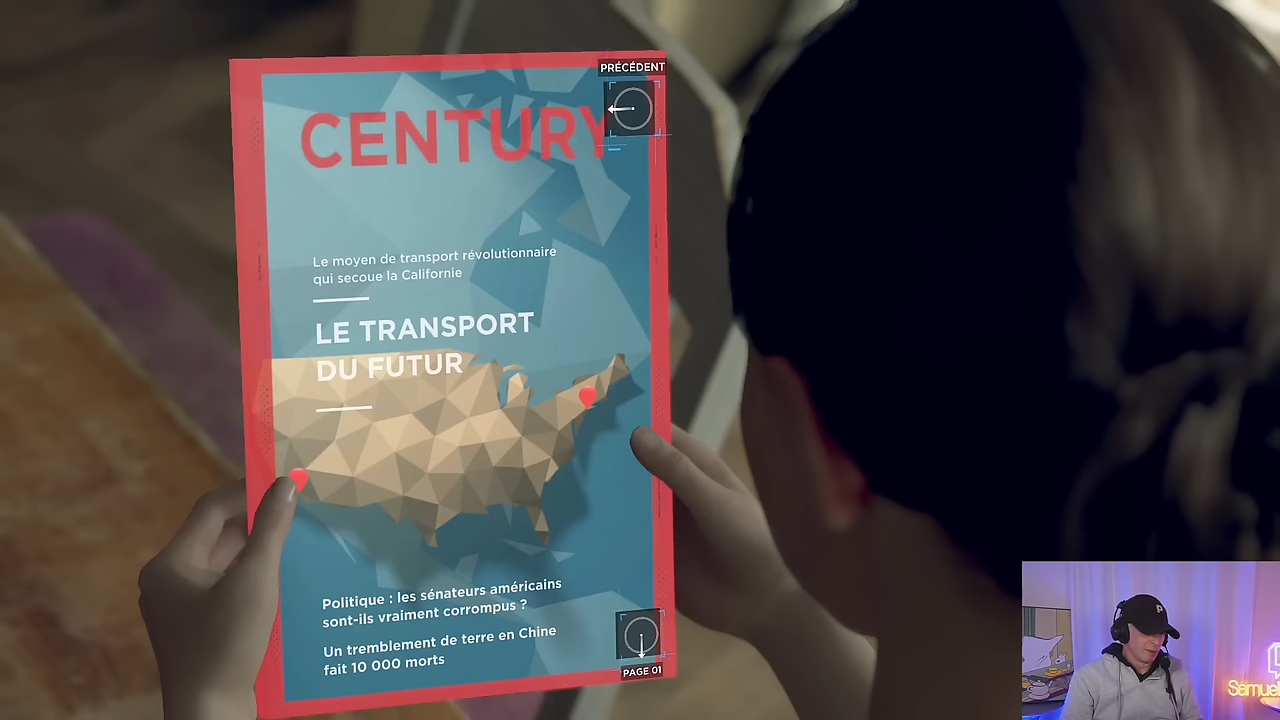 PRÉCÉDENT
CENTURY
Le moyen de transport révolutionnaire
qui secoue la Californie
LE TRANSPORT
DU FUTUR
Politique : les sénateurs américains
sont-ils vraiment corrompus ?
Un tremblement de terre en Chine
fait 10 000 morts
PAGE 01
Samuel